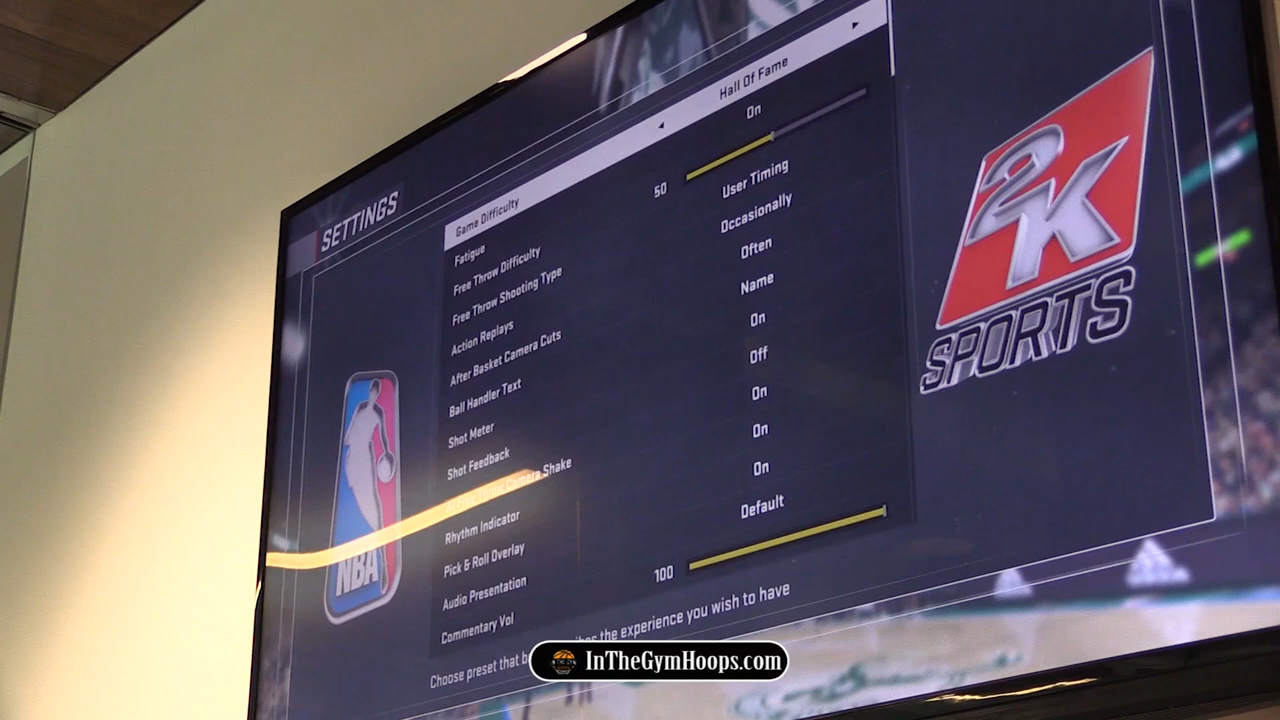 SETTINGS
Game Difficulty Hall Of Fame
Fatigue On
Free Throw Difficulty 50
Free Throw Shooting Type User Timing
Action Replays Occasionally
After Basket Camera Cuts Often
Ball Handler Text Name
Shot Meter On
Shot Feedback Off
Throw Camera Shake On
Rhythm Indicator On
Pick & Roll Overlay On
Audio Presentation Default
Commentary Vol 100
Choose preset that the experience you wish to have
NBA
2K
SPORTS
InTheGymHoops.com